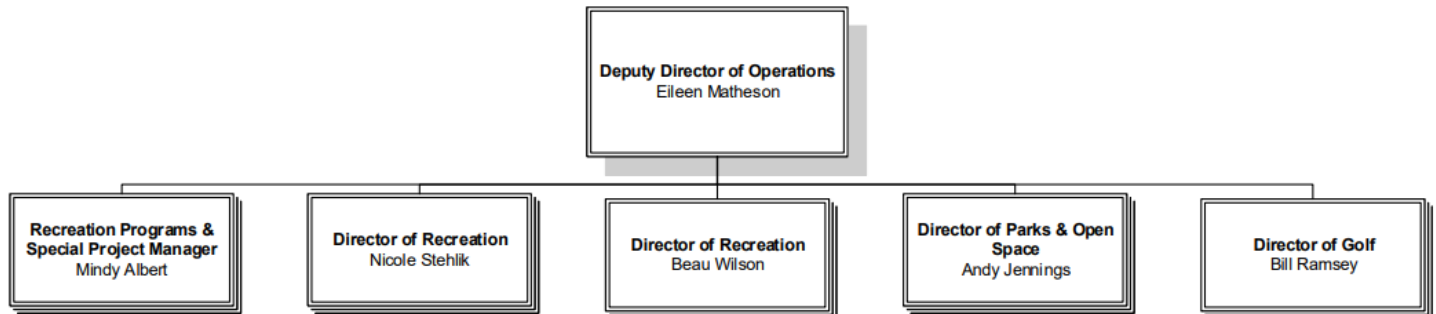 Deputy Director of Operations
Eileen Matheson
Recreation Programs &
Special Project Manager
Mindy Albert
Director of Recreation
Nicole Stehlik
Director of Recreation
Beau Wilson
Director of Parks & Open
Space
Andy Jennings
Director of Golf
Bill Ramsey